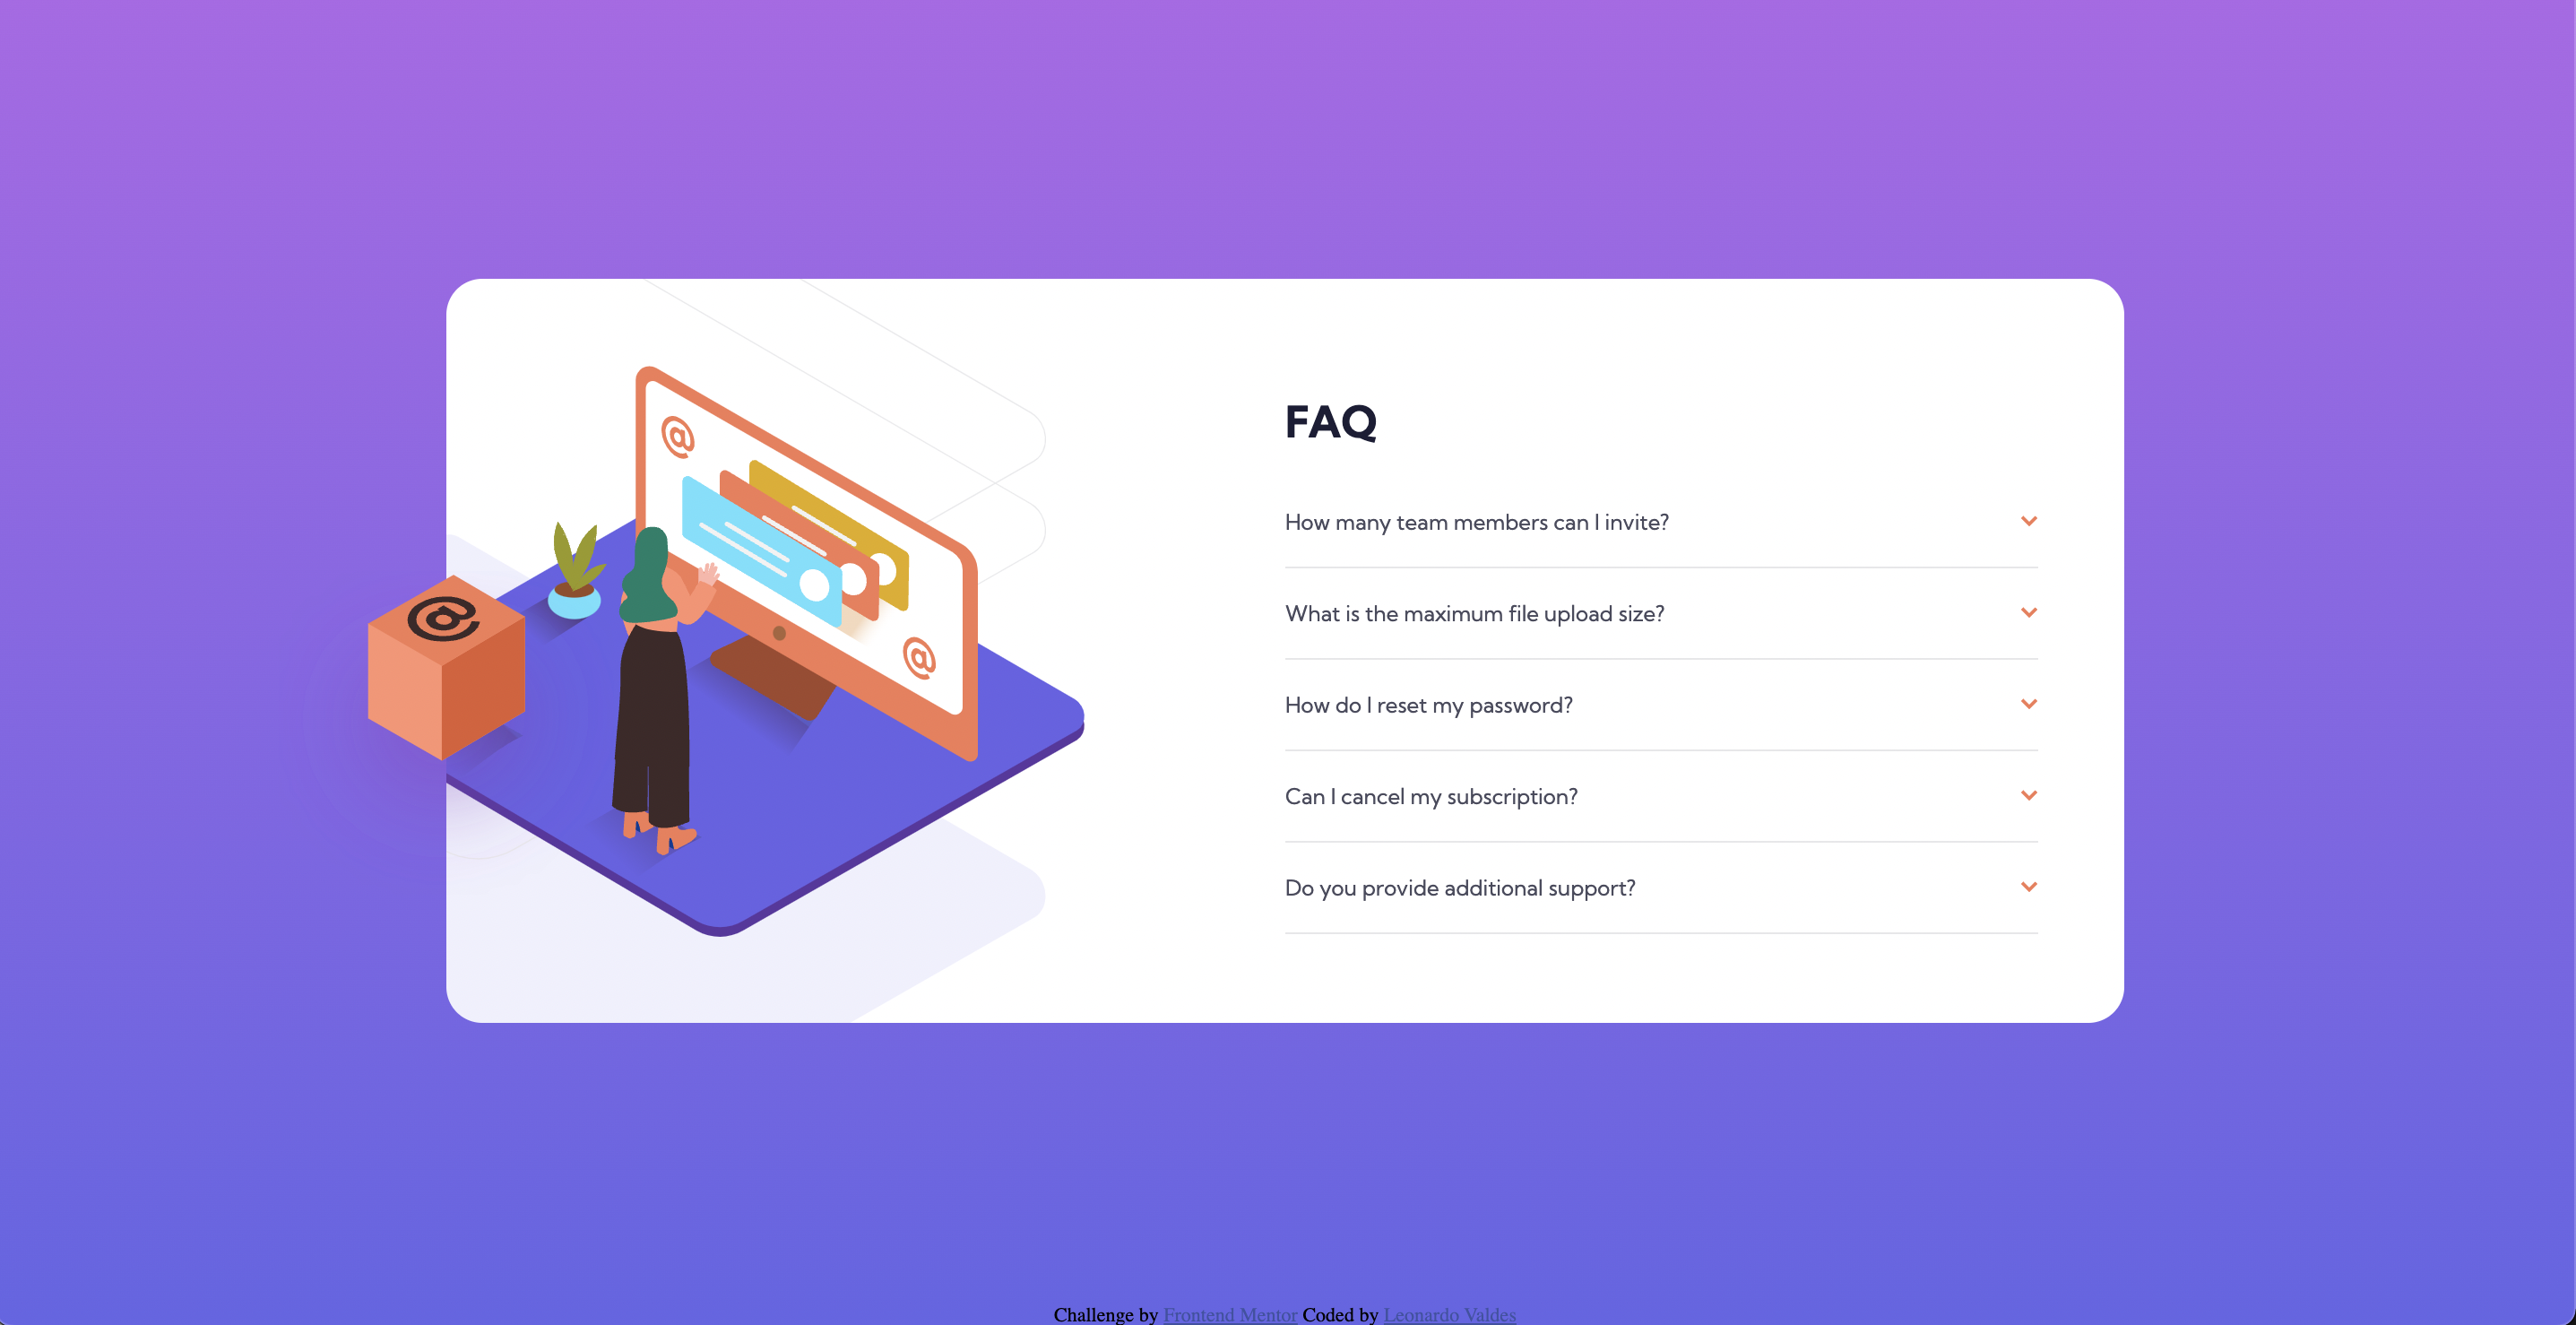 FAQ
How many team members can I invite?
What is the maximum file upload size?
How do I reset my password?
Can I cancel my subscription?
Do you provide additional support?
@
@
@
Challenge by Frontend Mentor Coded by Leonardo Valdes